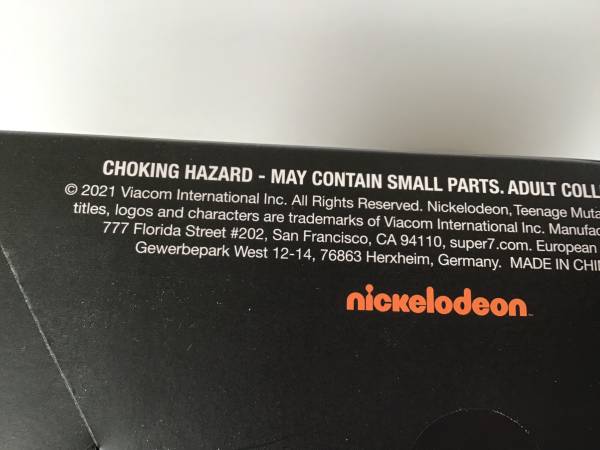 CHOKING HAZARD - MAY CONTAIN SMALL PARTS. ADULT COLL
© 2021 Viacom International Inc. All Rights Reserved. Nickelodeon, Teenage Muta
titles, logos and characters are trademarks of Viacom International Inc. Manufac
777 Florida Street #202, San Francisco, CA 94110, super7.com. European
Gewerbepark West 12-14, 76863 Herxheim, Germany. MADE IN CHI
nickelodeon